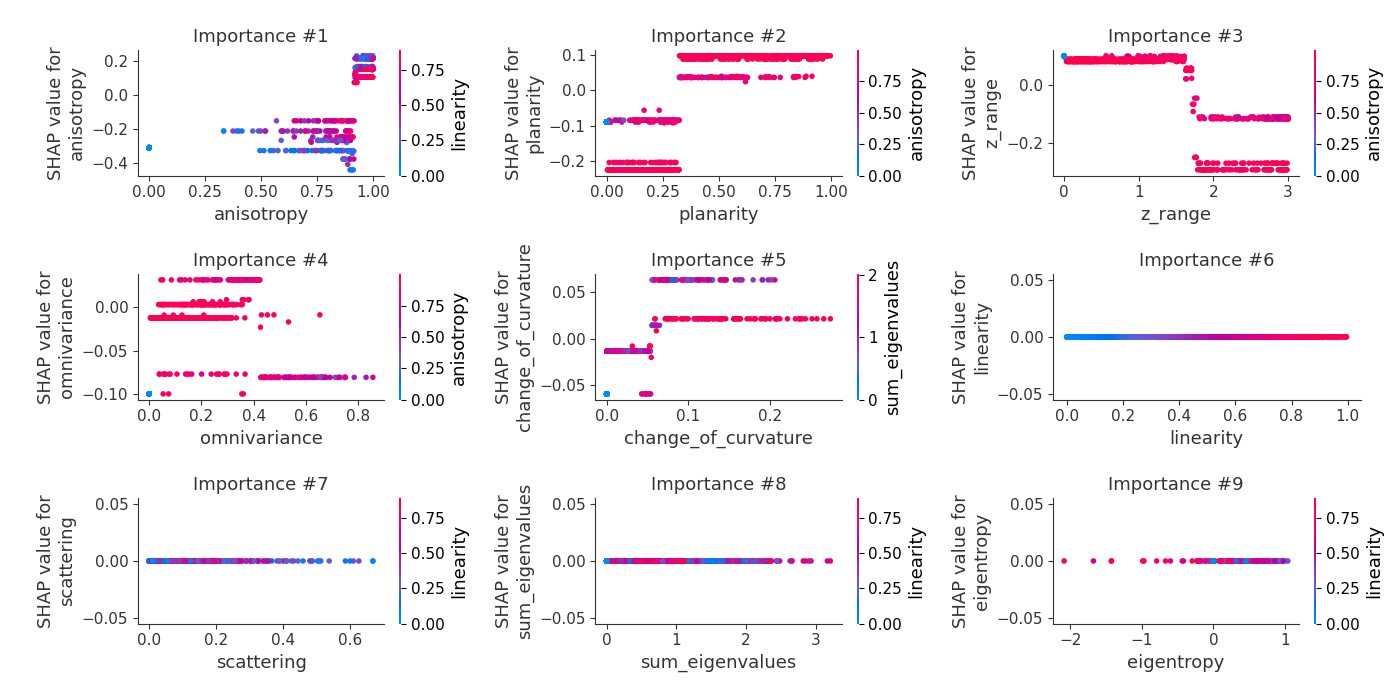 Importance #1
SHAP value for
anisotropy
0.2
0.0
−0.2
−0.4
0.00
0.25
0.50
0.75
1.00
anisotropy
0.75
0.50
0.25
0.00
linearity
Importance #2
SHAP value for
planarity
0.1
0.0
−0.1
−0.2
0.00
0.25
0.50
0.75
1.00
planarity
0.75
0.50
0.25
0.00
anisotropy
Importance #3
SHAP value for
z_range
0.0
−0.2
0
1
2
3
z_range
0.75
0.50
0.25
0.00
anisotropy
Importance #4
SHAP value for
omnivariance
0.00
−0.05
−0.10
0.0
0.2
0.4
0.6
0.8
omnivariance
0.75
0.50
0.25
0.00
anisotropy
Importance #5
SHAP value for
change_of_curvature
0.05
0.00
−0.05
0.0
0.1
0.2
change_of_curvature
2
1
0
sum_eigenvalues
Importance #6
SHAP value for
linearity
0.05
0.00
−0.05
0.0
0.2
0.4
0.6
0.8
1.0
linearity
Importance #7
SHAP value for
scattering
0.05
0.00
−0.05
0.0
0.2
0.4
0.6
scattering
0.75
0.50
0.25
0.00
linearity
Importance #8
SHAP value for
sum_eigenvalues
0.05
0.00
−0.05
0
1
2
3
sum_eigenvalues
0.75
0.50
0.25
0.00
linearity
Importance #9
SHAP value for
eigentropy
0.05
0.00
−0.05
−2
−1
0
1
eigentropy
0.75
0.50
0.25
0.00
linearity